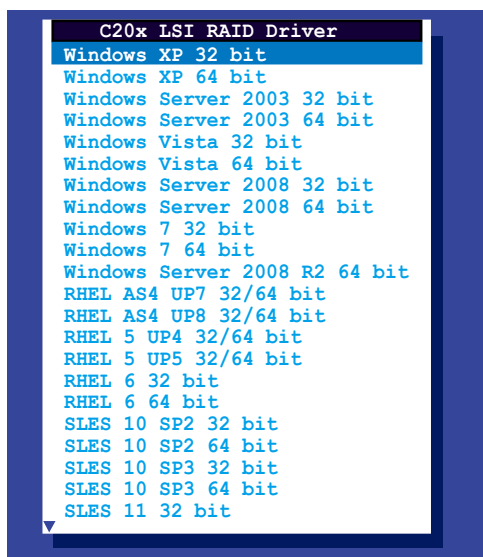 C20x LSI RAID Driver
Windows XP 32 bit
Windows XP 64 bit
Windows Server 2003 32 bit
Windows Server 2003 64 bit
Windows Vista 32 bit
Windows Vista 64 bit
Windows Server 2008 32 bit
Windows Server 2008 64 bit
Windows 7 32 bit
Windows 7 64 bit
Windows Server 2008 R2 64 bit
RHEL AS4 UP7 32/64 bit
RHEL AS4 UP8 32/64 bit
RHEL 5 UP4 32/64 bit
RHEL 5 UP5 32/64 bit
RHEL 6 32 bit
RHEL 6 64 bit
SLES 10 SP2 32 bit
SLES 10 SP2 64 bit
SLES 10 SP3 32 bit
SLES 10 SP3 64 bit
SLES 11 32 bit